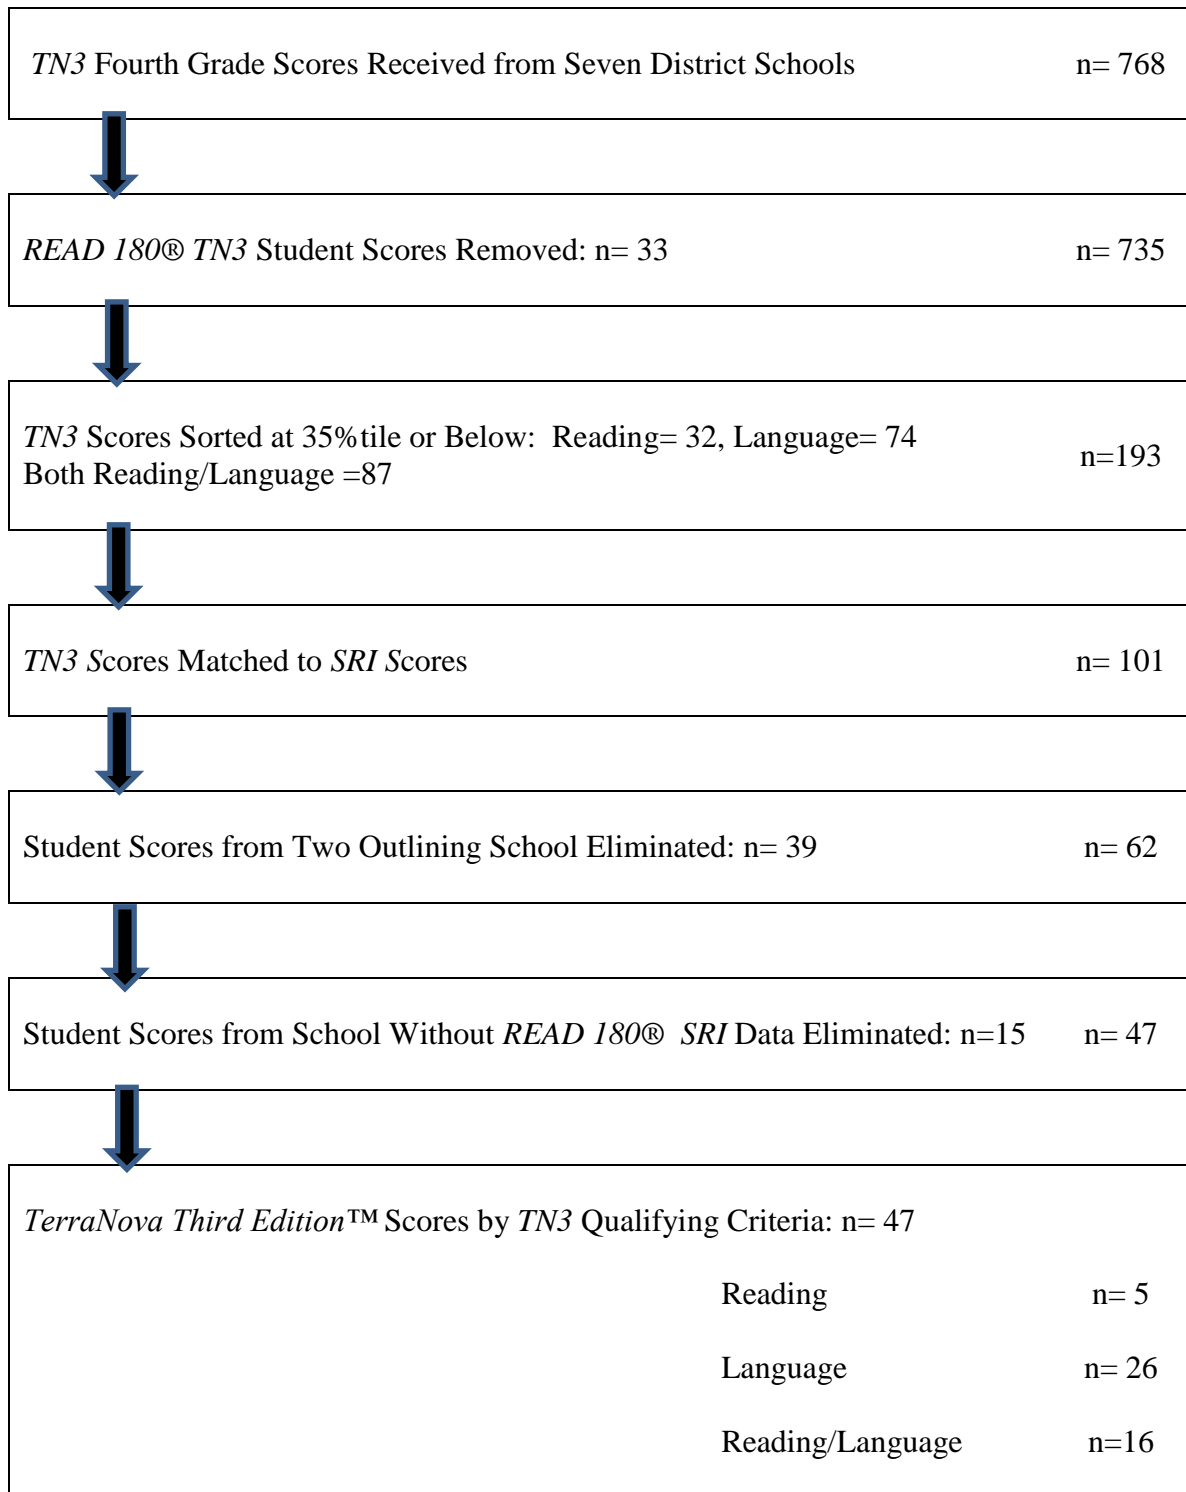 TN3 Fourth Grade Scores Received from Seven District Schools n= 768
READ 180® TN3 Student Scores Removed: n= 33 n= 735
TN3 Scores Sorted at 35%tile or Below: Reading= 32, Language= 74
Both Reading/Language =87 n=193
TN3 Scores Matched to SRI Scores n= 101
Student Scores from Two Outlining School Eliminated: n= 39 n= 62
Student Scores from School Without READ 180® SRI Data Eliminated: n=15 n= 47
TerraNova Third Edition™ Scores by TN3 Qualifying Criteria: n= 47
Reading n= 5
Language n= 26
Reading/Language n=16